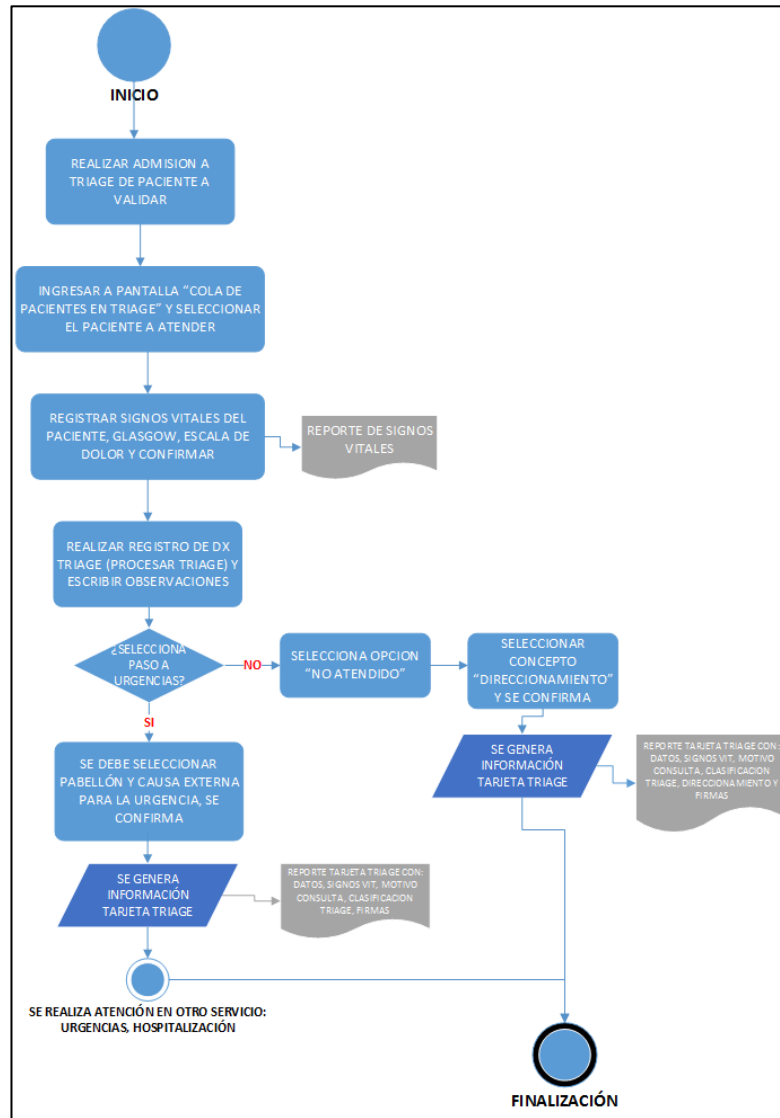 INICIO
REALIZAR ADMISION A
TRIAGE DE PACIENTE A
VALIDAR
INGRESAR A PANTALLA “COLA DE
PACIENTES EN TRIAGE” Y SELECCIONAR
EL PACIENTE A ATENDER
REGISTRAR SIGNOS VITALES DEL
PACIENTE, GLASGOW, ESCALA DE
DOLOR Y CONFIRMAR
REPORTE DE SIGNOS
VITALES
REALIZAR REGISTRO DE DX
TRIAGE (PROCESAR TRIAGE) Y
ESCRIBIR OBSERVACIONES
¿SELECCIONA
PASO A
URGENCIAS?
NO
SELECCIONA OPCION
“NO ATENDIDO”
SELECCIONAR
CONCEPTO
“DIRECCIONAMIENTO”
Y SE CONFIRMA
SI
SE DEBE SELECCIONAR
PABELLÓN Y CAUSA EXTERNA
PARA LA URGENCIA, SE
CONFIRMA
SE GENERA
INFORMACIÓN
TARJETA TRIAGE
REPORTE TARJETA TRIAGE CON:
DATOS, SIGNOS VIT, MOTIVO
CONSULTA, CLASIFICACION
TRIAGE, DIRECCIONAMIENTO Y
FIRMAS
SE GENERA
INFORMACIÓN
TARJETA TRIAGE
REPORTE TARJETA TRIAGE CON:
DATOS, SIGNOS VIT, MOTIVO
CONSULTA, CLASIFICACION
TRIAGE, FIRMAS
SE REALIZA ATENCIÓN EN OTRO SERVICIO:
URGENCIAS, HOSPITALIZACIÓN
FINALIZACIÓN